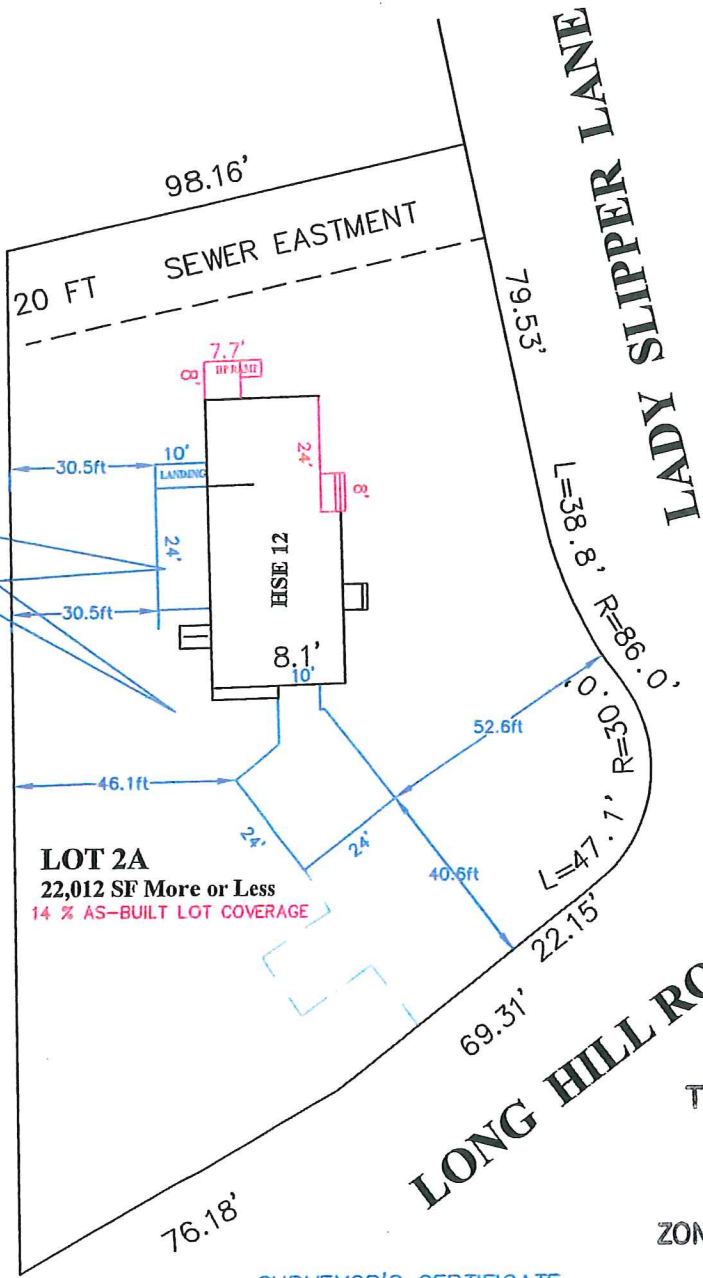 LADY SLIPPER LANE
98.16'
20 FT SEWER EASTMENT
79.53'
7.7'
8'
HP RAMP
24'
8'
10'
30.5ft
LANDING
24'
30.5ft
HSE 12
L=38.8' R=86.0'
8.1'
10'
52.6ft
46.1ft
24'
24'
40.6ft
L=47.1' R=30.0'
LOT 2A
22,012 SF More or Less
14 % AS-BUILT LOT COVERAGE
22.15'
69.31'
LONG HILL RO
T
76.18'
ZON
SURVEYOR'S CERTIFICATE